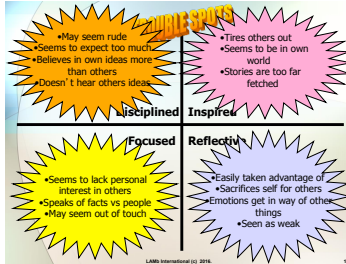 •May seem rude
•Seems to expect too much
•Believes in own ideas more
than others
•Doesn't hear others ideas
•Tires others out
•Seems to be in own
world
•Stories are too far
fetched
Disciplined Inspired
Focused Reflective
•Seems to lack personal
interest in others
•Speaks of facts vs people
•May seem out of touch
•Easily taken advantage of
•Sacrifices self for others
•Emotions get in way of other
things
•Seen as weak
LAMb International (c) 2016.